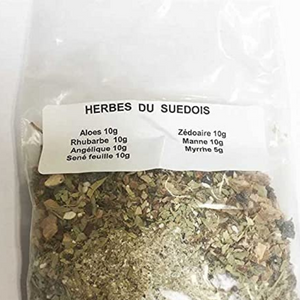 HERBES DU SUEDOIS
Aloes 10g
Rhubarbe 10g
Angélique 10g
Sené feuille 10g
Zédoaire 10g
Manne 10g
Myrrhe 5g